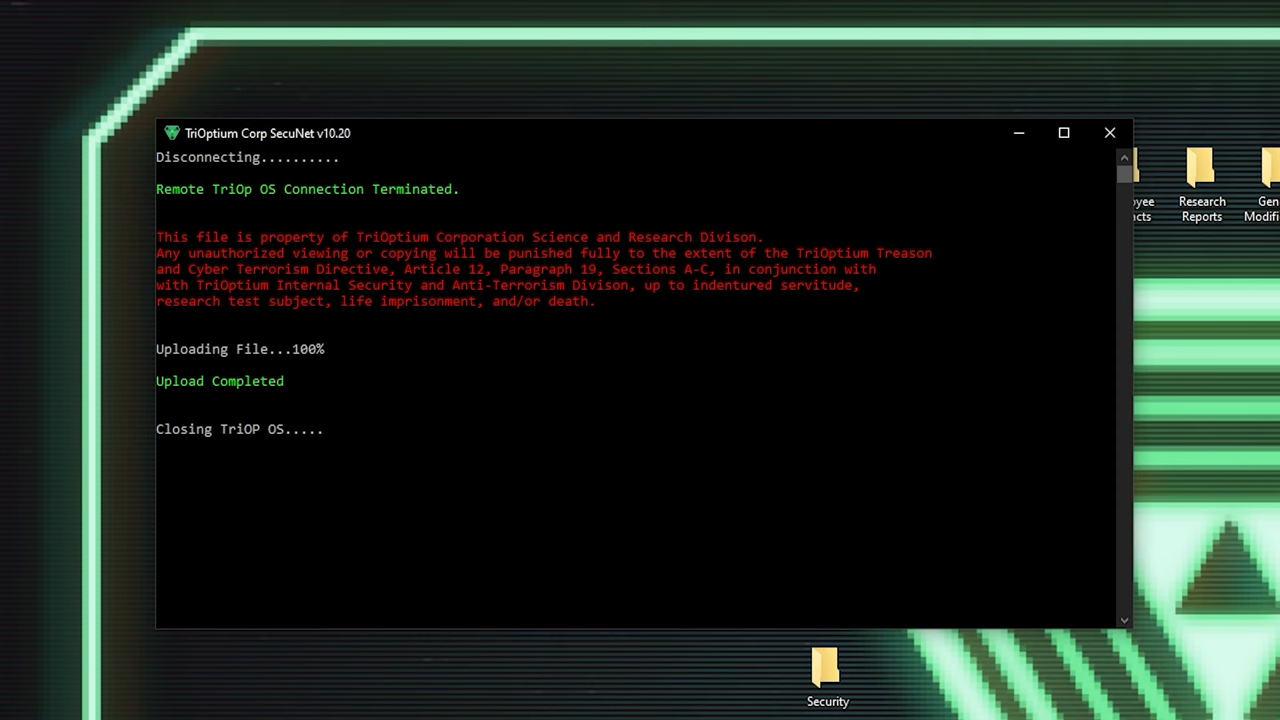 TriOptium Corp SecuNet v10.20
Disconnecting..........
Remote TriOp OS Connection Terminated.
This file is property of TriOptium Corporation Science and Research Divison.
Any unauthorized viewing or copying will be punished fully to the extent of the TriOptium Treason
and Cyber Terrorism Directive, Article 12, Paragraph 19, Sections A-C, in conjunction with
with TriOptium Internal Security and Anti-Terrorism Divison, up to indentured servitude,
research test subject, life imprisonment, and/or death.
Uploading File...100%
Upload Completed
Closing TriOP OS.....
Research
Reports
Security